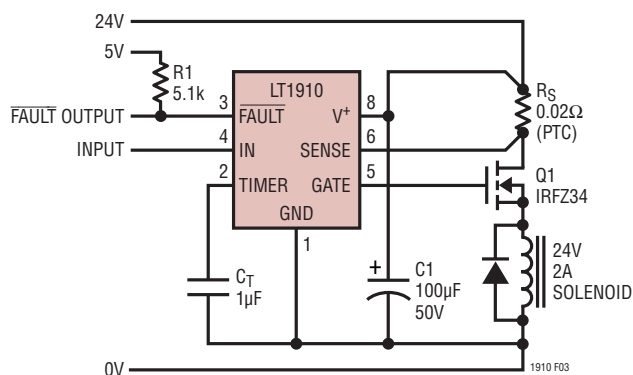 24V
5V
R1
5.1k
LT1910
3
FAULT
V+
8
RS
0.02Ω
(PTC)
FAULT OUTPUT
INPUT
4
IN
SENSE
6
2
TIMER
GATE
5
Q1
IRFZ34
GND
1
CT
1µF
+
C1
100µF
50V
24V
2A
SOLENOID
0V
1910 F03